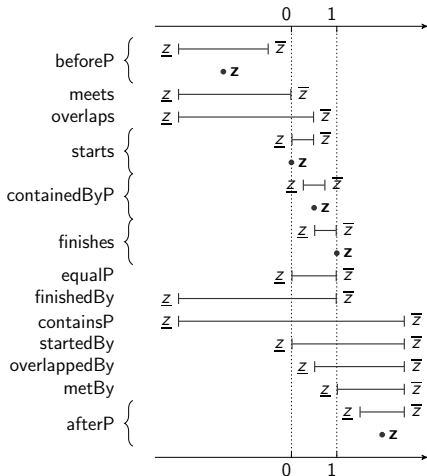 0 1
z z̅
beforeP
z
meets z z̅
overlaps z z̅
z z̅
starts
z
z z̅
containedByP
z
z z̅
finishes
z
equalP z z̅
finishedBy z z̅
containsP z z̅
startedBy z z̅
overlappedBy z z̅
metBy z z̅
z z̅
afterP
z
0 1